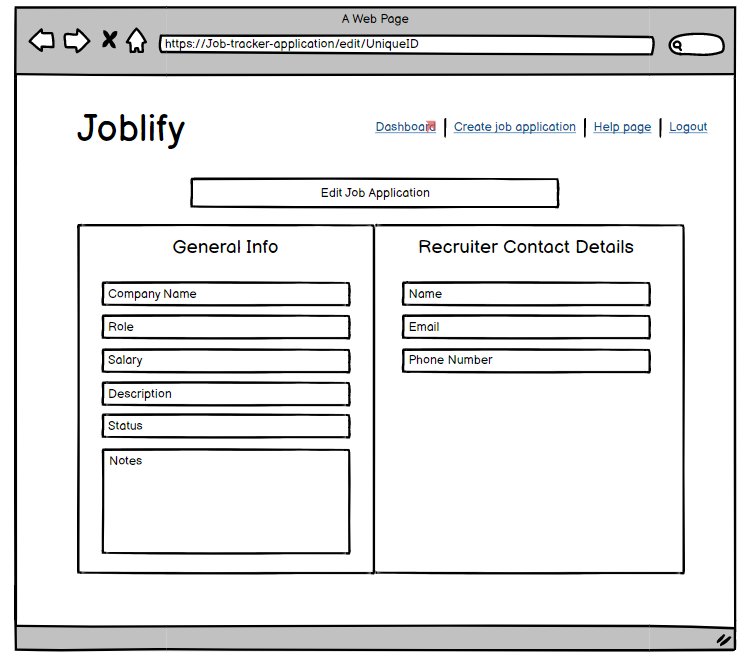 A Web Page
https://Job-tracker-application/edit/UniqueID
Joblify
Dashboard | Create job application | Help page | Logout
Edit Job Application
General Info
Company Name
Role
Salary
Description
Status
Notes
Recruiter Contact Details
Name
Email
Phone Number